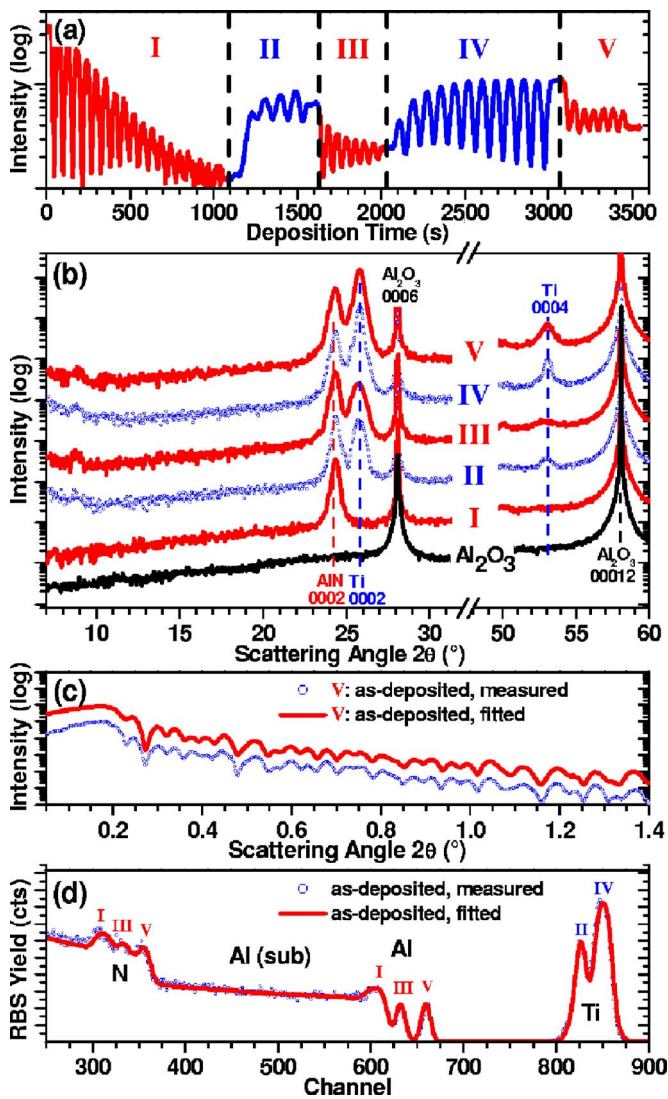 (a)
I
II
III
IV
V
Intensity (log)
0
500
1000
1500
2000
2500
3000
3500
Deposition Time (s)
(b)
Al₂O₃
0006
Ti
0004
V
IV
III
II
I
Al₂O₃
AlN
0002
Ti
0002
Al₂O₃
00012
Intensity (log)
10
15
20
25
30
50
55
60
Scattering Angle 2θ (°)
(c)
V: as-deposited, measured
V: as-deposited, fitted
Intensity (log)
0.2
0.4
0.6
0.8
1.0
1.2
1.4
Scattering Angle 2θ (°)
(d)
as-deposited, measured
as-deposited, fitted
IV
II
I
III
V
N
Al (sub)
Al
I
III
V
Ti
RBS Yield (cts)
300
400
500
600
700
800
900
Channel